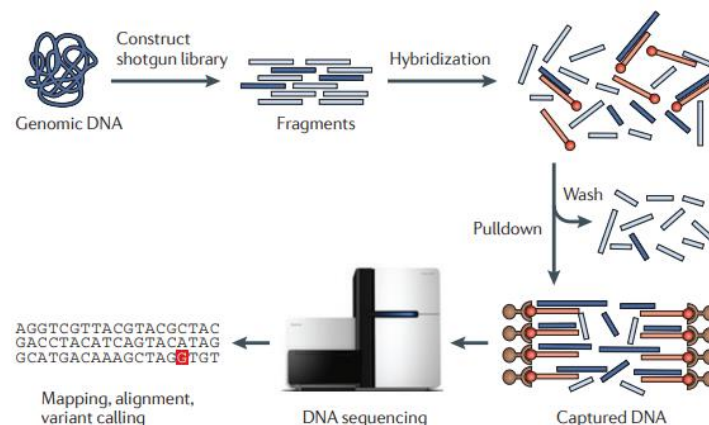 Construct
shotgun library
Hybridization
Genomic DNA
Fragments
Wash
Pulldown
AGGTCGTTACGTACGCTAC
GACCTACATCAGTACATAG
GCATGACAAAGCTAGGTGT
Mapping, alignment,
variant calling
DNA sequencing
Captured DNA